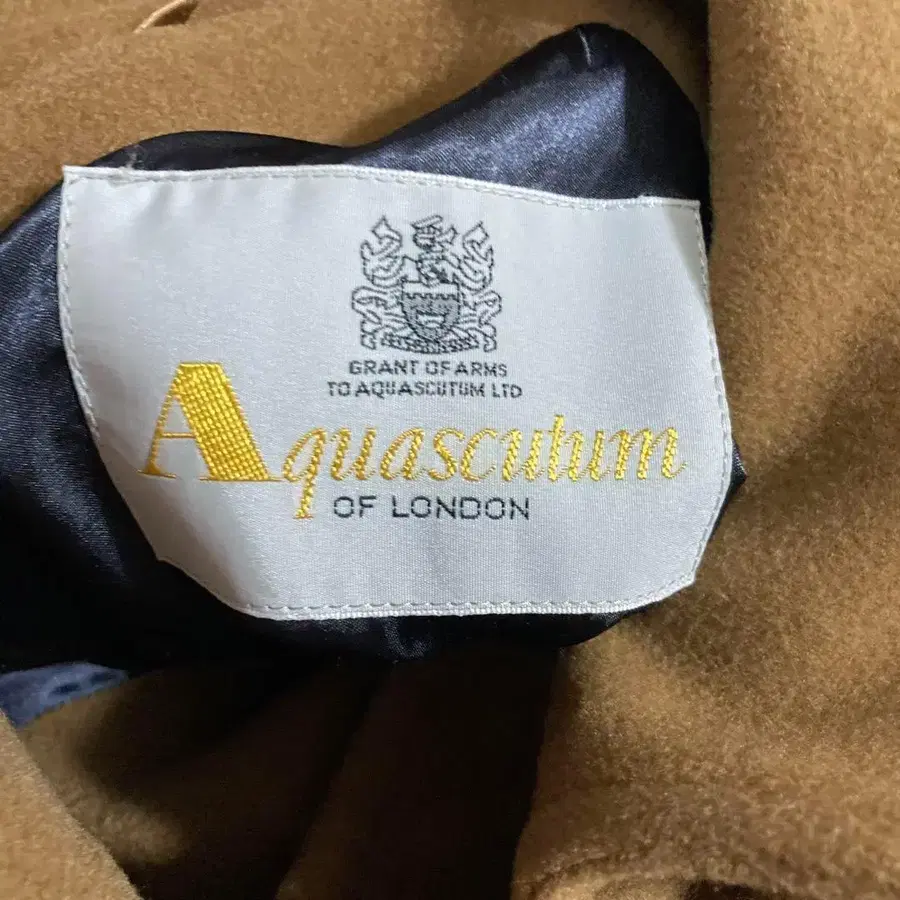 GRANT OF ARMS
TO AQUASCUTUM LTD
Aquascutum
OF LONDON